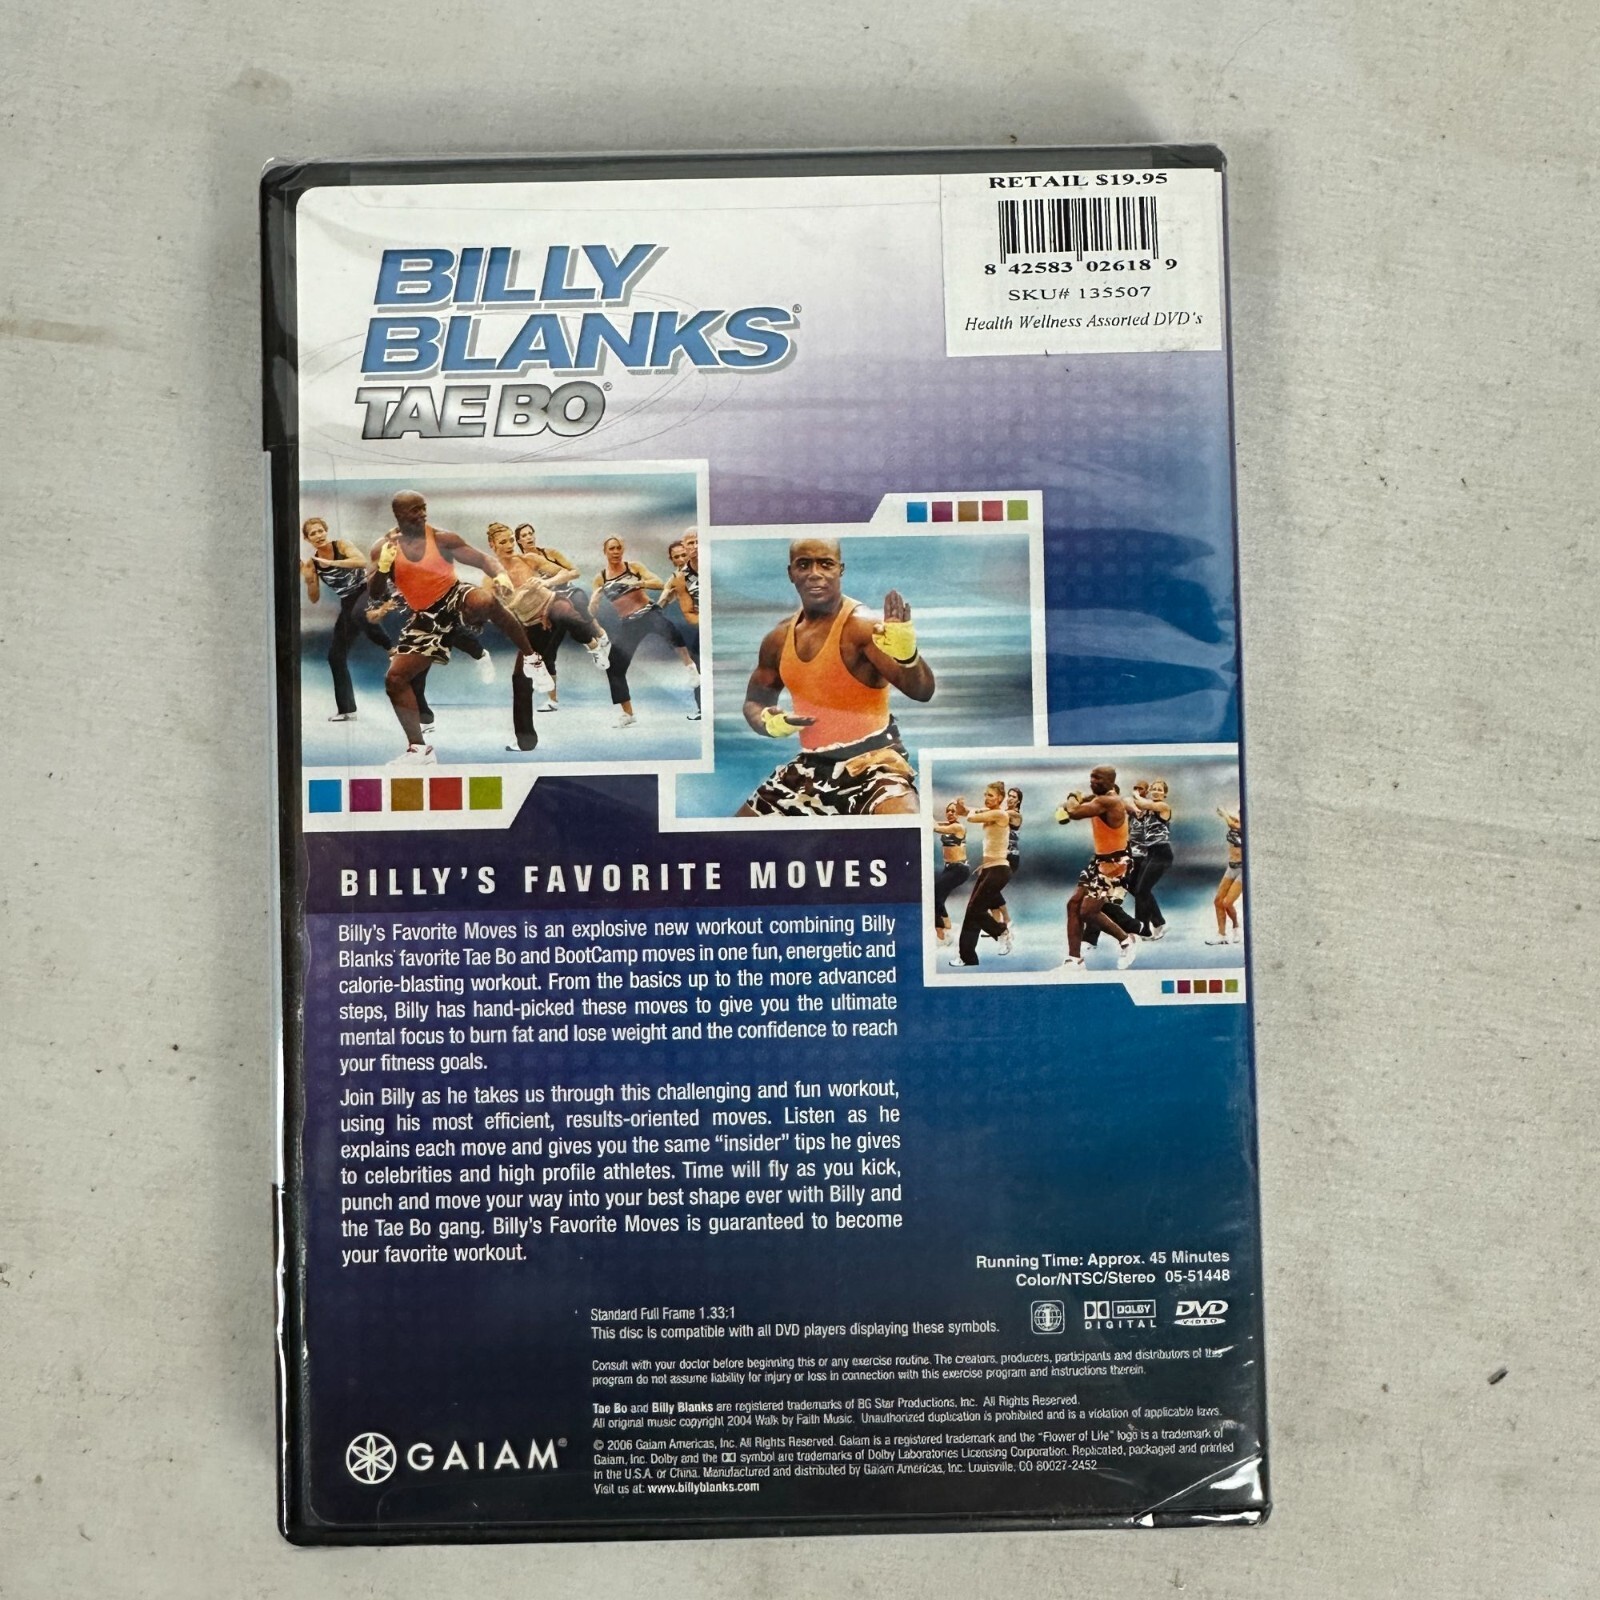 RETAIL $19.95
8 42583 02618 9
SKU# 135507
Health Wellness Assorted DVD's
BILLY
BLANKS®
TAE BO®
BILLY'S FAVORITE MOVES
Billy's Favorite Moves is an explosive new workout combining Billy
Blanks' favorite Tae Bo and BootCamp moves in one fun, energetic and
calorie-blasting workout. From the basics up to the more advanced
steps, Billy has hand-picked these moves to give you the ultimate
mental focus to burn fat and lose weight and the confidence to reach
your fitness goals.
Join Billy as he takes us through this challenging and fun workout,
using his most efficient, results-oriented moves. Listen as he
explains each move and gives you the same “insider” tips he gives
to celebrities and high profile athletes. Time will fly as you kick,
punch and move your way into your best shape ever with Billy and
the Tae Bo gang. Billy's Favorite Moves is guaranteed to become
your favorite workout.
Running Time: Approx. 45 Minutes
Color/NTSC/Stereo 05-51448
Standard Full Frame 1.33:1
This disc is compatible with all DVD players displaying these symbols.
1
DOLBY
DIGITAL
DVD
VIDEO
Consult with your doctor before beginning this or any exercise routine. The creators, producers, participants and distributors of this
program do not assume liability for injury or loss in connection with this exercise program and instructions therein.
Tae Bo and Billy Blanks are registered trademarks of BG Star Productions, Inc. All Rights Reserved.
All original music copyright 2004 Walk by Faith Music. Unauthorized duplication is prohibited and is a violation of applicable laws.
© 2006 Gaiam Americas, Inc. All Rights Reserved. Gaiam is a registered trademark and the "Flower of Life" logo is a trademark of
Gaiam, Inc. Dolby and the DD symbol are trademarks of Dolby Laboratories Licensing Corporation. Replicated, packaged and printed
in the U.S.A. or China. Manufactured and distributed by Gaiam Americas, Inc. Louisville, CO 80027-2452
Visit us at: www.billyblanks.com
GAIAM®